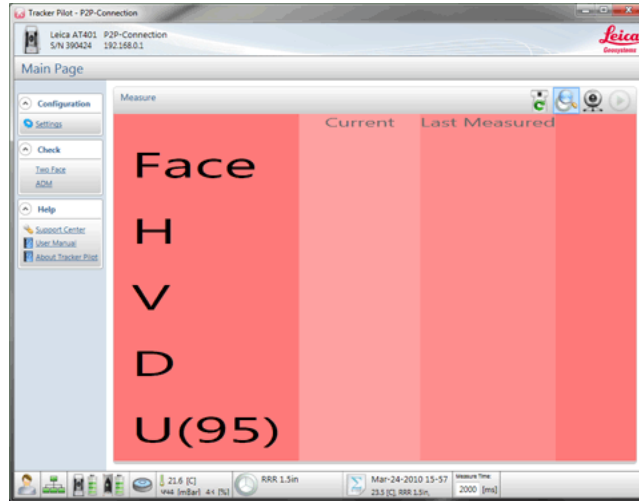 Tracker Pilot - P2P-Connection
Leica AT401 P2P-Connection
S/N 390424 192.168.0.1
Leica
Geosystems
Main Page
Configuration
Settings
Check
Two Face
ADM
Help
Support Center
User Manual
About Tracker Pilot
Measure
Current Last Measured
Face
H
V
D
U(95)
21.6 [C]
[mBar] [%]
RRR 1.5in
Mar-24-2010 15-57
23.5 [C], RRR 1.5in,
Measure Time:
2000 [ms]